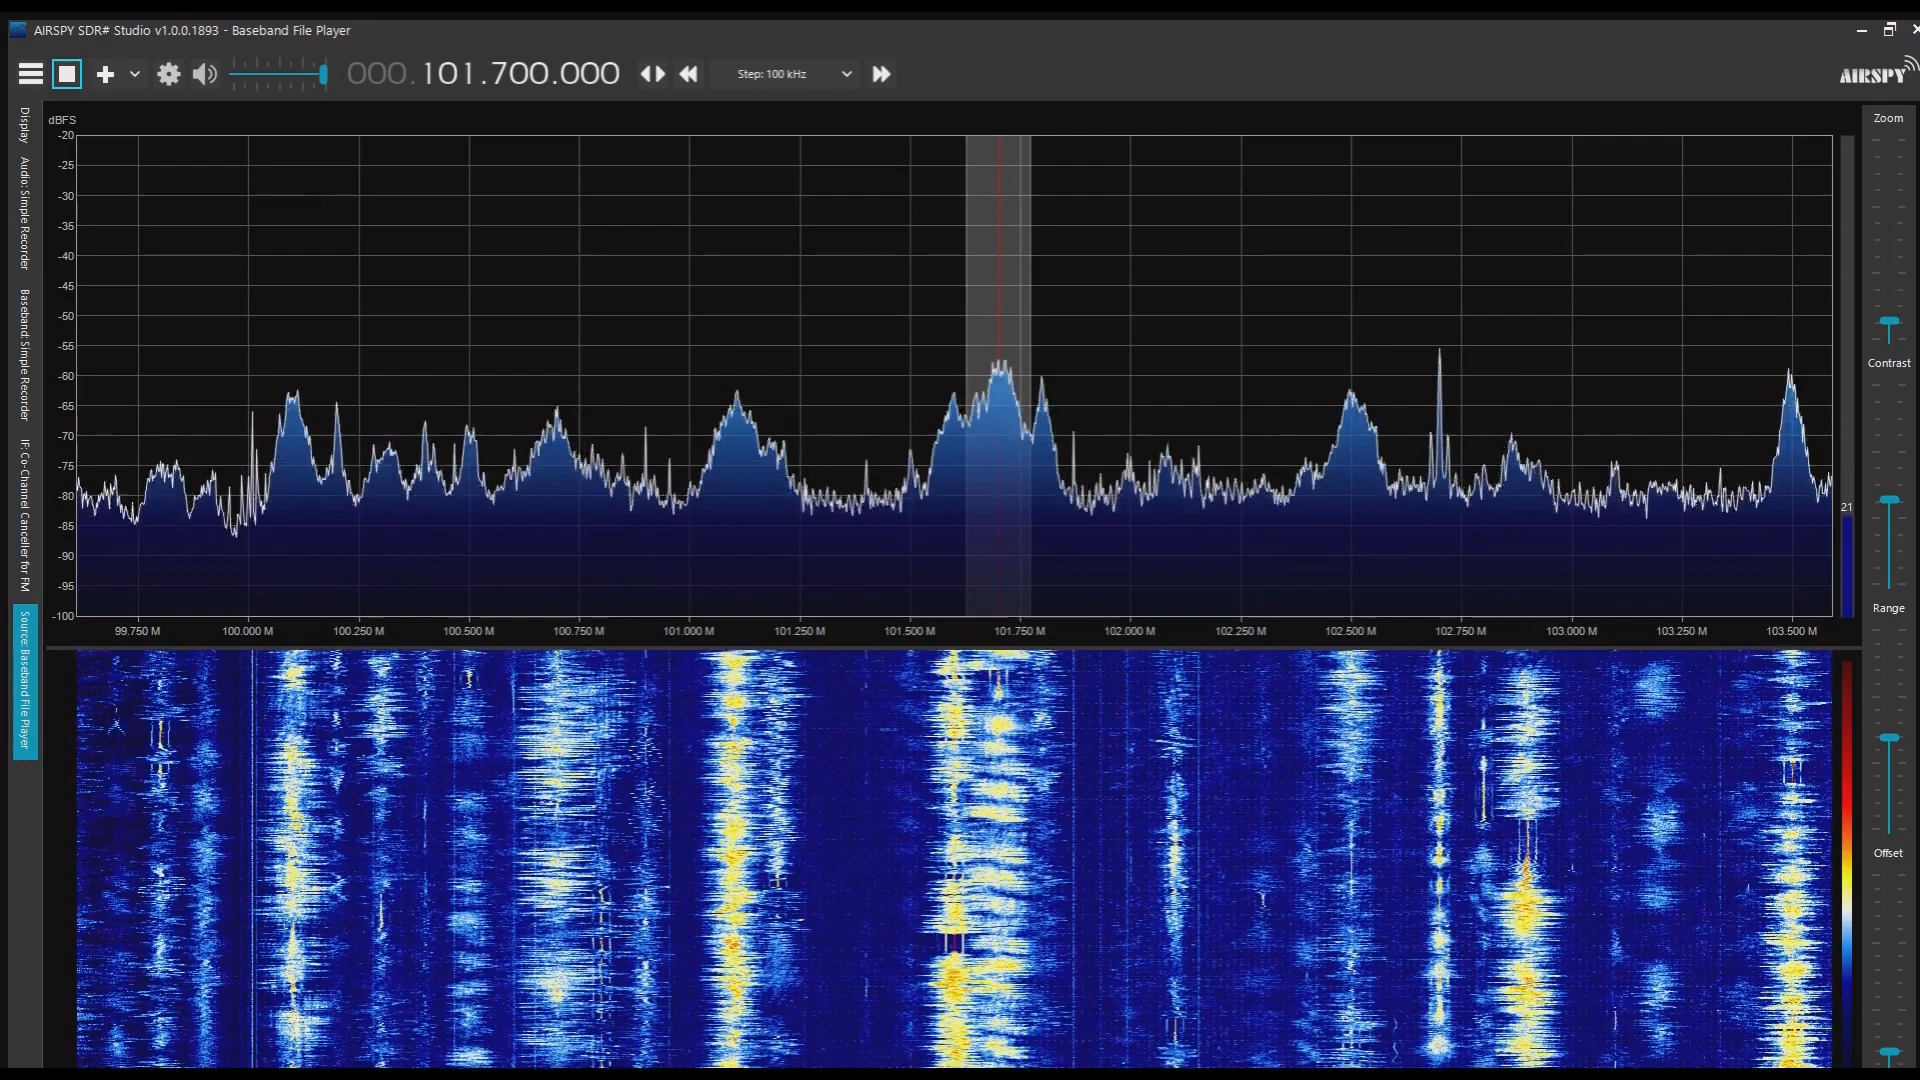 AIRSPY SDR# Studio v1.0.0.1893 - Baseband File Player
000.101.700.000
Step: 100 kHz
AIRSPY
Display
Audio: Simple Recorder
Baseband: Simple Recorder
IF: Co-Channel Canceller for FM
Source: Baseband File Player
dBFS
-20
-25
-30
-35
-40
-45
-50
-55
-60
-65
-70
-75
-80
-85
-90
-95
-100
99.750 M 100.000 M 100.250 M 100.500 M 100.750 M 101.000 M 101.250 M 101.500 M 101.750 M 102.000 M 102.250 M 102.500 M 102.750 M 103.000 M 103.250 M 103.500 M
21
Zoom
Contrast
Range
Offset